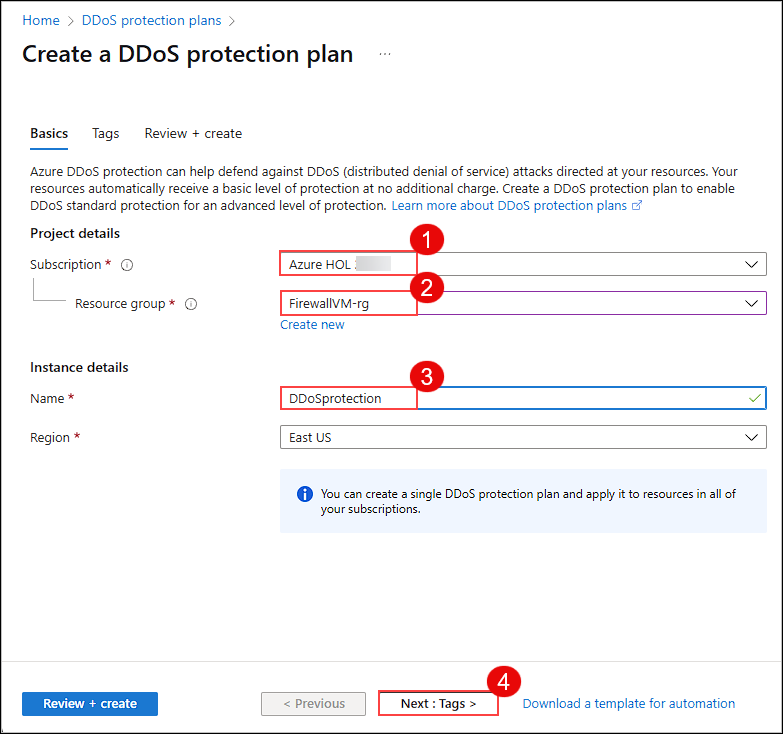 Home > DDoS protection plans >
Create a DDoS protection plan ...
Basics Tags Review + create
Azure DDoS protection can help defend against DDoS (distributed denial of service) attacks directed at your resources. Your
resources automatically receive a basic level of protection at no additional charge. Create a DDoS protection plan to enable
DDoS standard protection for an advanced level of protection. Learn more about DDoS protection plans
Project details
1
Subscription * Azure HOL
2
Resource group * FirewallVM-rg
Create new
Instance details
3
Name * DDoSprotection
Region * East US
You can create a single DDoS protection plan and apply it to resources in all of
your subscriptions.
4
Review + create < Previous Next : Tags > Download a template for automation